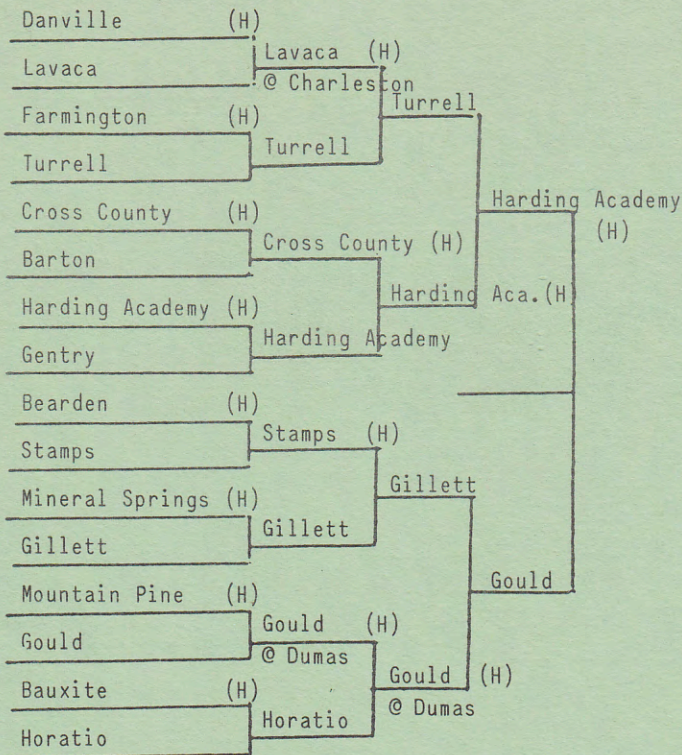 Danville (H)
Lavaca
Farmington (H)
Turrell
Cross County (H)
Barton
Harding Academy (H)
Gentry
Bearden (H)
Stamps
Mineral Springs (H)
Gillett
Mountain Pine (H)
Gould
Bauxite (H)
Horatio
Lavaca (H)
@ Charleston
Turrell
Cross County (H)
Harding Academy
Stamps (H)
Gillett
Gould (H)
@ Dumas
Horatio
Turrell
Harding Aca.(H)
Gillett
Gould (H)
@ Dumas
Harding Academy
(H)
Gould